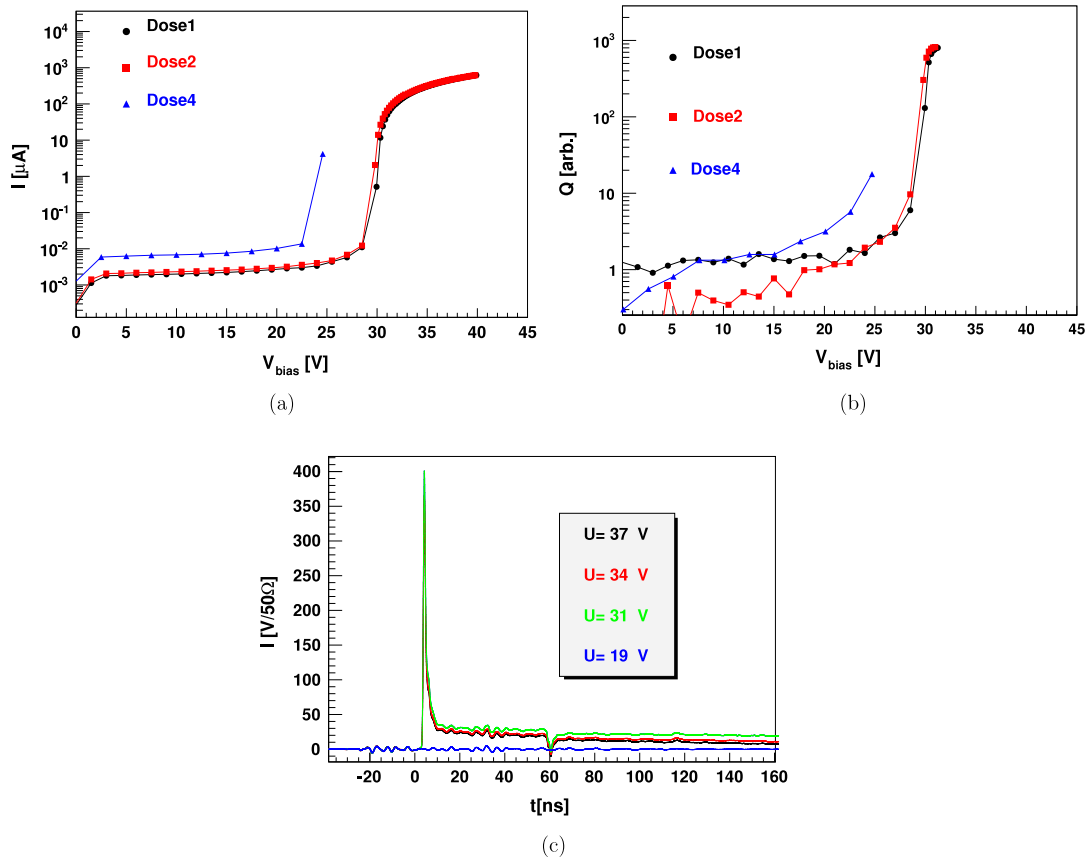 I [μA]
10⁴
10³
10²
10
1
10⁻¹
10⁻²
10⁻³
Dose1
Dose2
Dose4
0 5 10 15 20 25 30 35 40 45
V_bias [V]
(a)
Q [arb.]
10³
10²
10
1
Dose1
Dose2
Dose4
0 5 10 15 20 25 30 35 40 45
V_bias [V]
(b)
I [V/50Ω]
400
350
300
250
200
150
100
50
0
U= 37 V
U= 34 V
U= 31 V
U= 19 V
-20 0 20 40 60 80 100 120 140 160
t[ns]
(c)